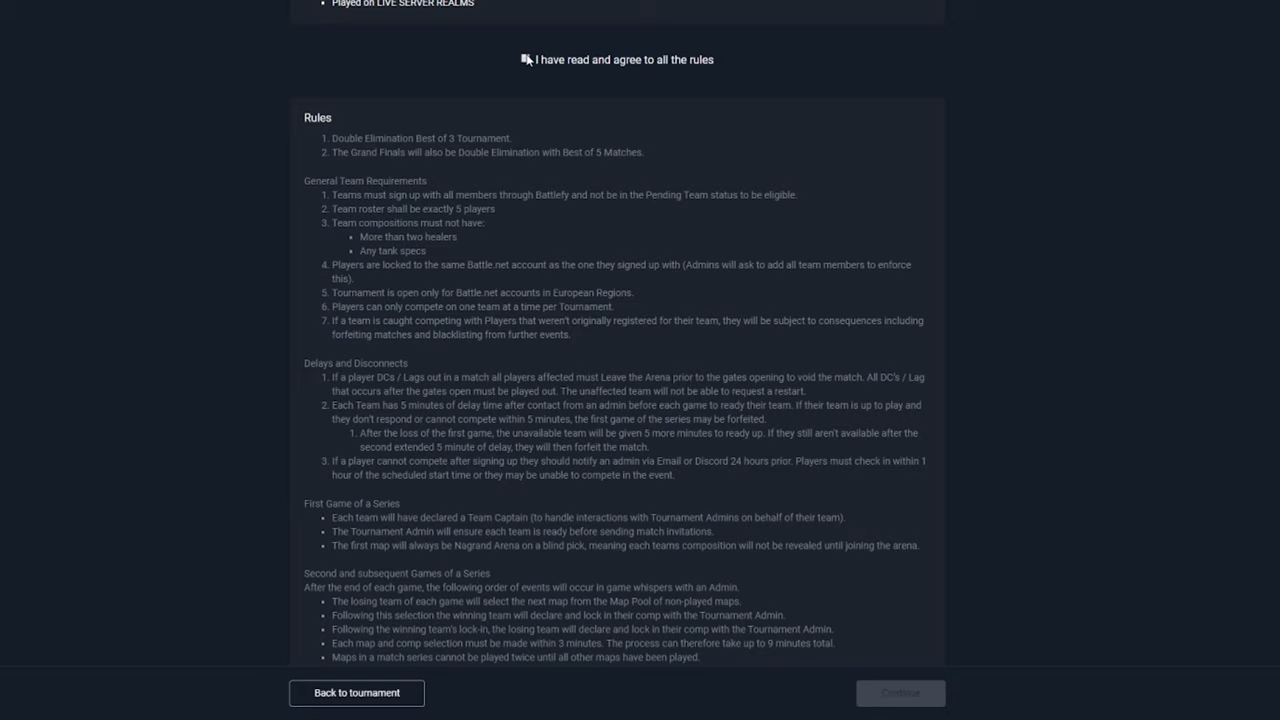 • Played on LIVE SERVER REALMS
I have read and agree to all the rules
Rules
1. Double Elimination Best of 3 Tournament.
2. The Grand Finals will also be Double Elimination with Best of 5 Matches.
General Team Requirements
1. Teams must sign up with all members through Battlefy and not be in the Pending Team status to be eligible.
2. Team roster shall be exactly 5 players
3. Team compositions must not have:
• More than two healers
• Any tank specs
4. Players are locked to the same Battle.net account as the one they signed up with (Admins will ask to add all team members to enforce
this).
5. Tournament is open only for Battle.net accounts in European Regions.
6. Players can only compete on one team at a time per Tournament.
7. If a team is caught competing with Players that weren't originally registered for their team, they will be subject to consequences including
forfeiting matches and blacklisting from further events.
Delays and Disconnects
1. If a player DCs / Lags out in a match all players affected must Leave the Arena prior to the gates opening to void the match. All DC's / Lag
that occurs after the gates open must be played out. The unaffected team will not be able to request a restart.
2. Each Team has 5 minutes of delay time after contact from an admin before each game to ready their team. If their team is up to play and
they don't respond or cannot compete within 5 minutes, the first game of the series may be forfeited.
1. After the loss of the first game, the unavailable team will be given 5 more minutes to ready up. If they still aren't available after the
second extended 5 minute of delay, they will then forfeit the match.
3. If a player cannot compete after signing up they should notify an admin via Email or Discord 24 hours prior. Players must check in within 1
hour of the scheduled start time or they may be unable to compete in the event.
First Game of a Series
• Each team will have declared a Team Captain (to handle interactions with Tournament Admins on behalf of their team).
• The Tournament Admin will ensure each team is ready before sending match invitations.
• The first map will always be Nagrand Arena on a blind pick, meaning each teams composition will not be revealed until joining the arena.
Second and subsequent Games of a Series
After the end of each game, the following order of events will occur in game whispers with an Admin.
• The losing team of each game will select the next map from the Map Pool of non-played maps.
• Following this selection the winning team will declare and lock in their comp with the Tournament Admin.
• Following the winning team's lock-in, the losing team will declare and lock in their comp with the Tournament Admin.
• Each map and comp selection must be made within 3 minutes. The process can therefore take up to 9 minutes total.
• Maps in a match series cannot be played twice until all other maps have been played.
Back to tournament
Continue